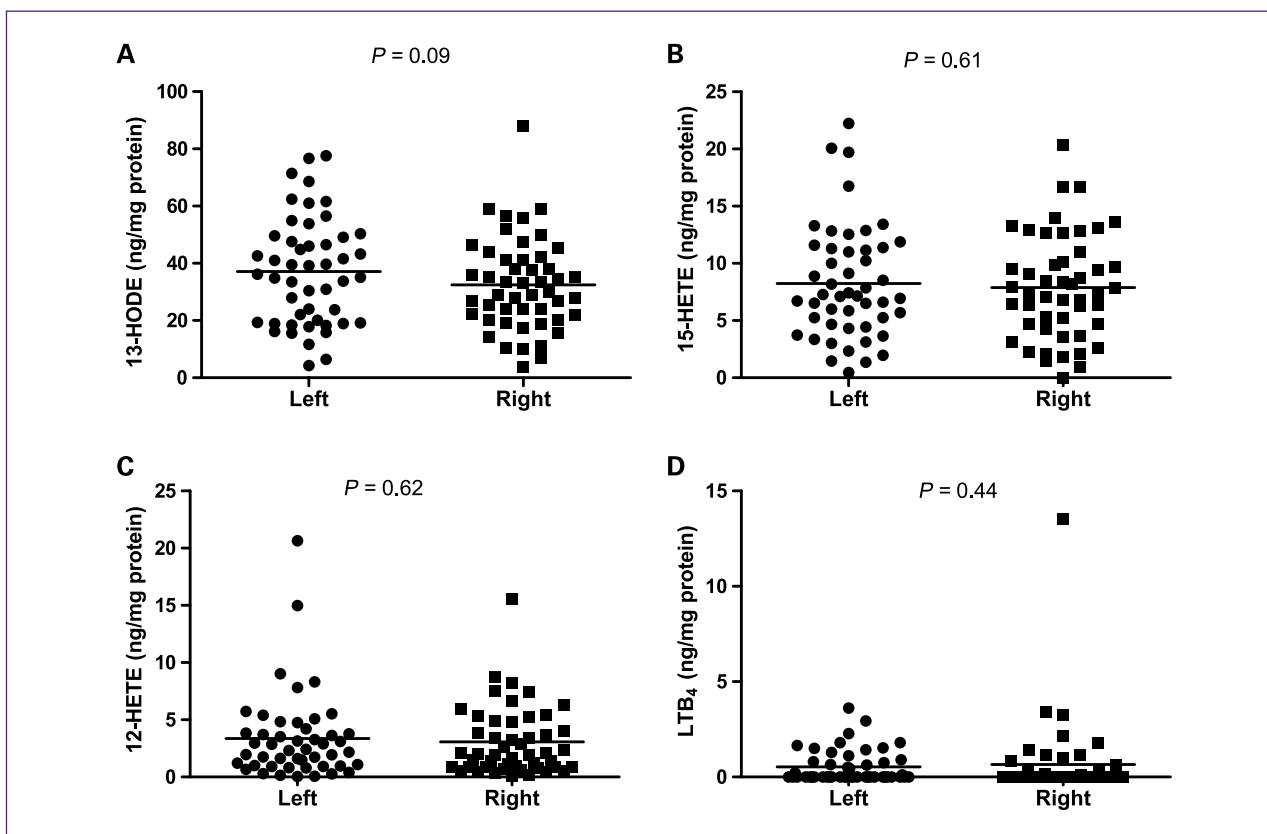 A
P = 0.09
13-HODE (ng/mg protein)
100
80
60
40
20
0
Left
Right
B
P = 0.61
15-HETE (ng/mg protein)
25
20
15
10
5
0
Left
Right
C
P = 0.62
12-HETE (ng/mg protein)
25
20
15
10
5
0
Left
Right
D
P = 0.44
LTB₄ (ng/mg protein)
15
10
5
0
Left
Right